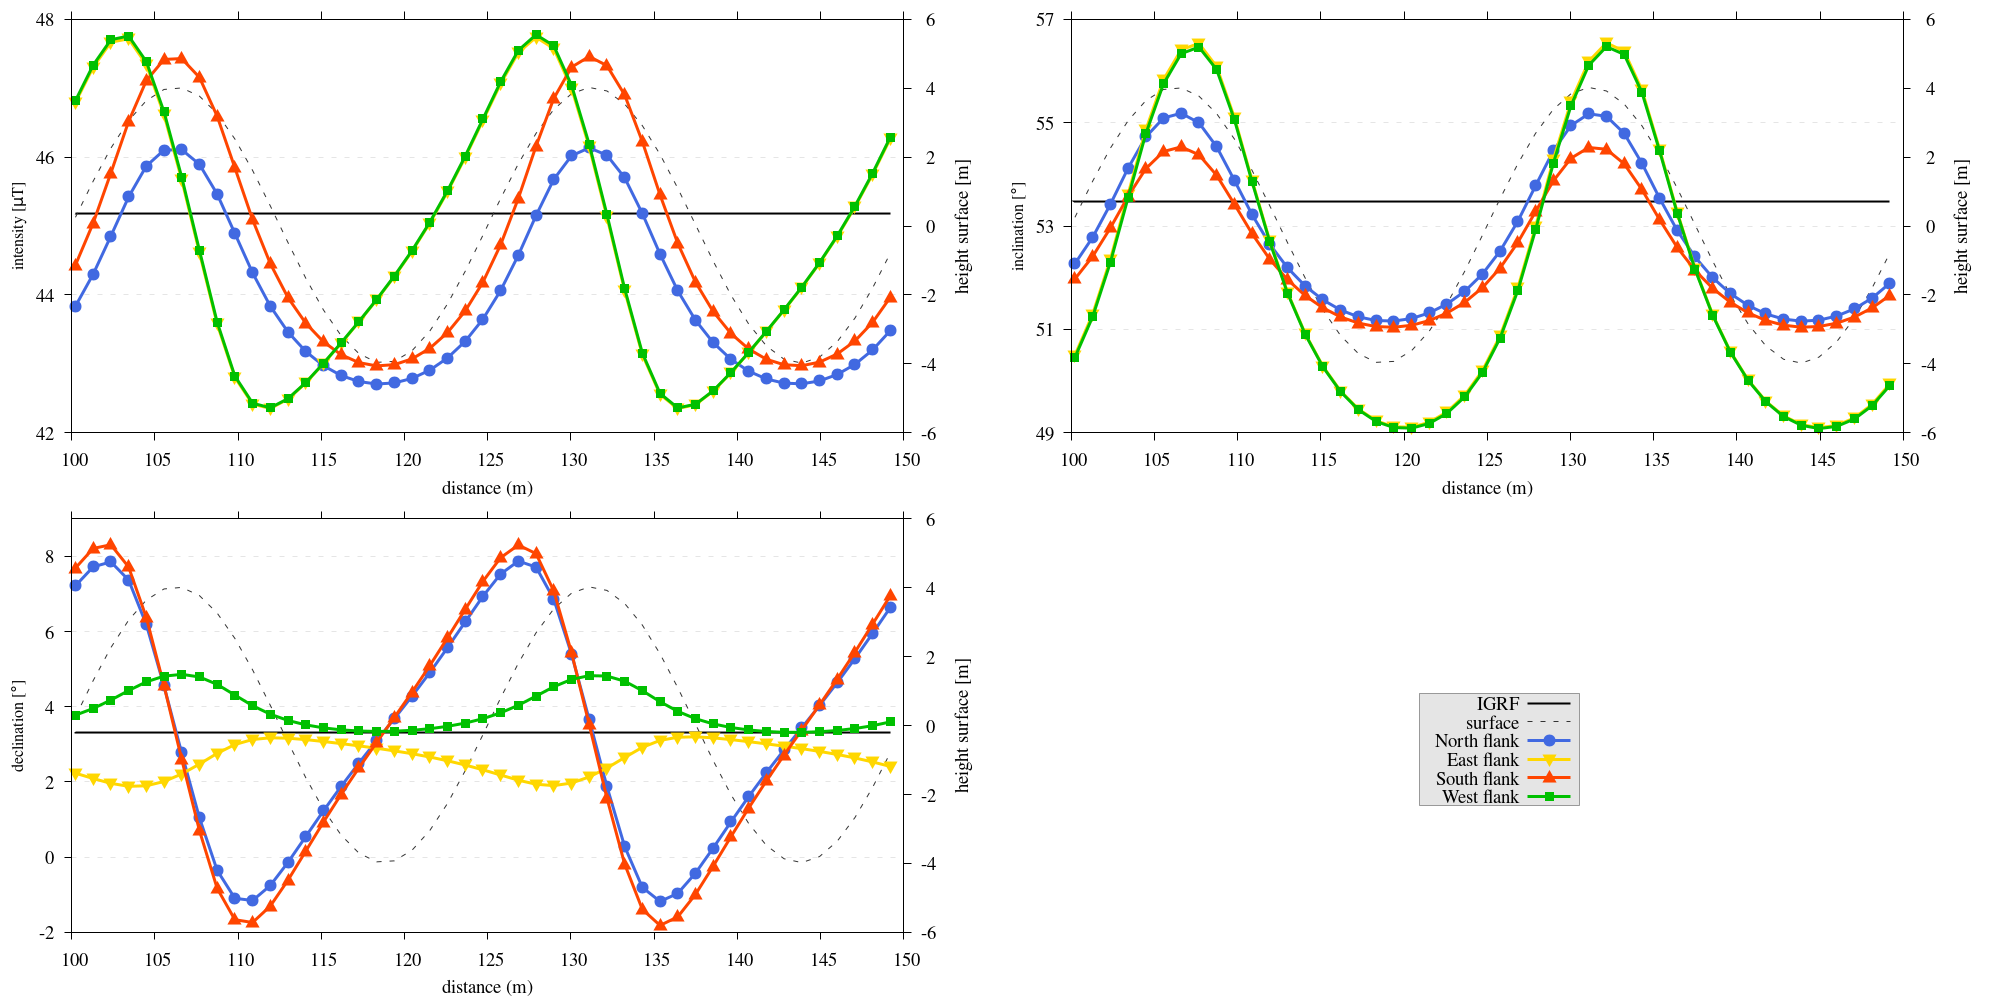 48
46
44
42
intensity [µT]
6
4
2
0
-2
-4
-6
height surface [m]
100 105 110 115 120 125 130 135 140 145 150
distance (m)
57
55
53
51
49
inclination [°]
6
4
2
0
-2
-4
-6
height surface [m]
100 105 110 115 120 125 130 135 140 145 150
distance (m)
8
6
4
2
0
-2
declination [°]
6
4
2
0
-2
-4
-6
height surface [m]
100 105 110 115 120 125 130 135 140 145 150
distance (m)
IGRF
surface
North flank
East flank
South flank
West flank